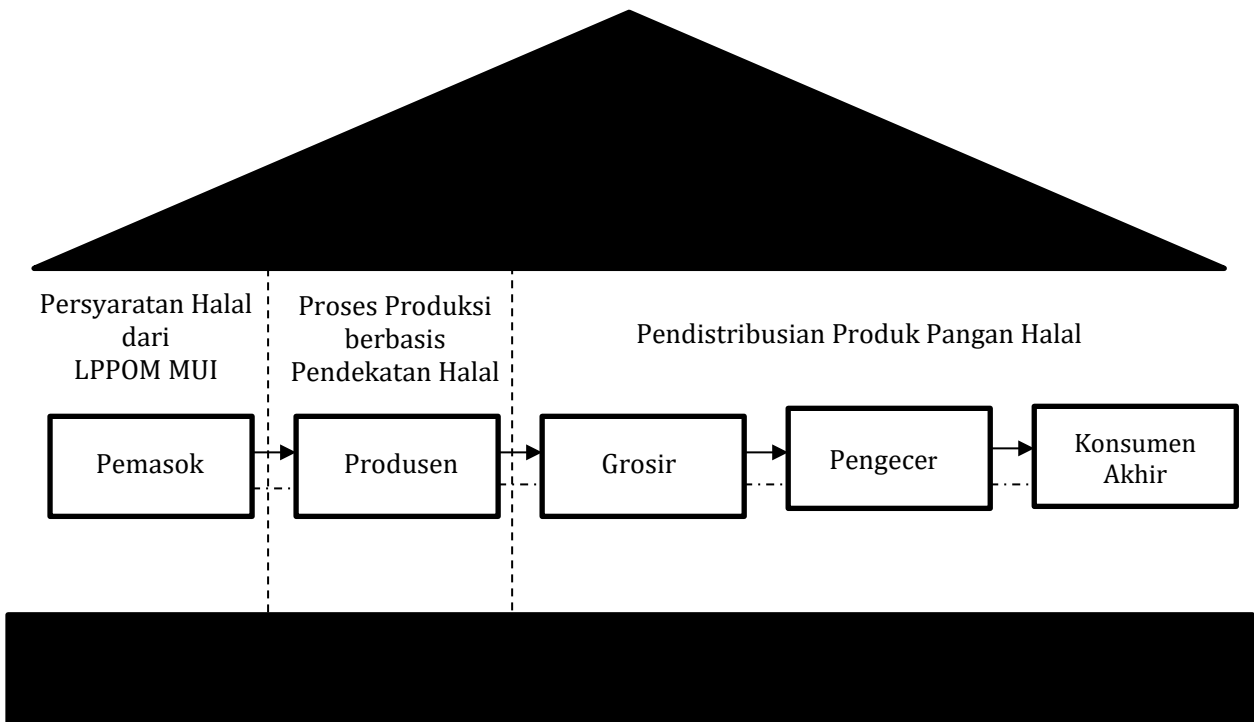 Persyaratan Halal
dari
LPPOM MUI
Proses Produksi
berbasis
Pendekatan Halal
Pendistribusian Produk Pangan Halal
Pemasok
Produsen
Grosir
Pengecer
Konsumen
Akhir